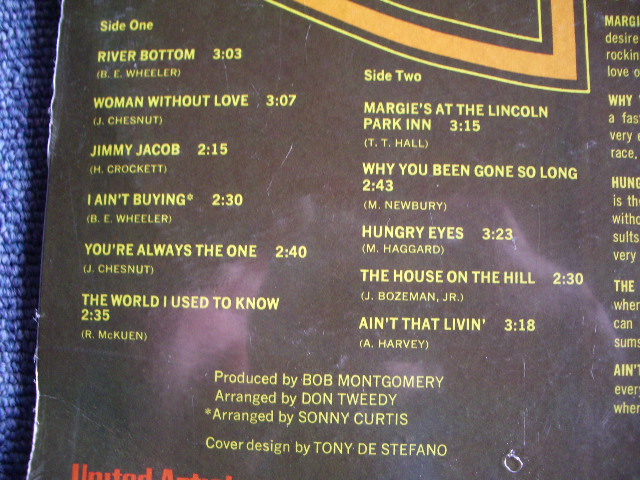 Side One
RIVER BOTTOM 3:03
(B. E. WHEELER)
WOMAN WITHOUT LOVE 3:07
(J. CHESNUT)
JIMMY JACOB 2:15
(H. CROCKETT)
I AIN'T BUYING* 2:30
(B. E. WHEELER)
YOU'RE ALWAYS THE ONE 2:40
(J. CHESNUT)
THE WORLD I USED TO KNOW
2:35
(R. McKUEN)
Side Two
MARGIE'S AT THE LINCOLN
PARK INN 3:15
(T. T. HALL)
WHY YOU BEEN GONE SO LONG
2:43
(M. NEWBURY)
HUNGRY EYES 3:23
(M. HAGGARD)
THE HOUSE ON THE HILL 2:30
(J. BOZEMAN, JR.)
AIN'T THAT LIVIN' 3:18
(A. HARVEY)
Produced by BOB MONTGOMERY
Arranged by DON TWEEDY
*Arranged by SONNY CURTIS
Cover design by TONY DE STEFANO
United
MARGI
desire
rockin
love o
WHY
a fas
very
race.
HUNG
is th
witho
sults
very
THE
wher
can
sums
AIN'T
every
wher